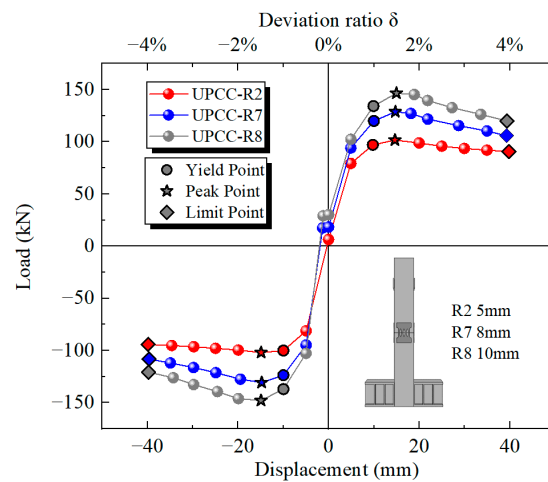 Deviation ratio δ
−4% −2% 0% 2% 4%
150
100
50
0
−50
−100
−150
Load (kN)
UPCC-R2
UPCC-R7
UPCC-R8
Yield Point
Peak Point
Limit Point
R2 5mm
R7 8mm
R8 10mm
−40 −20 0 20 40
Displacement (mm)